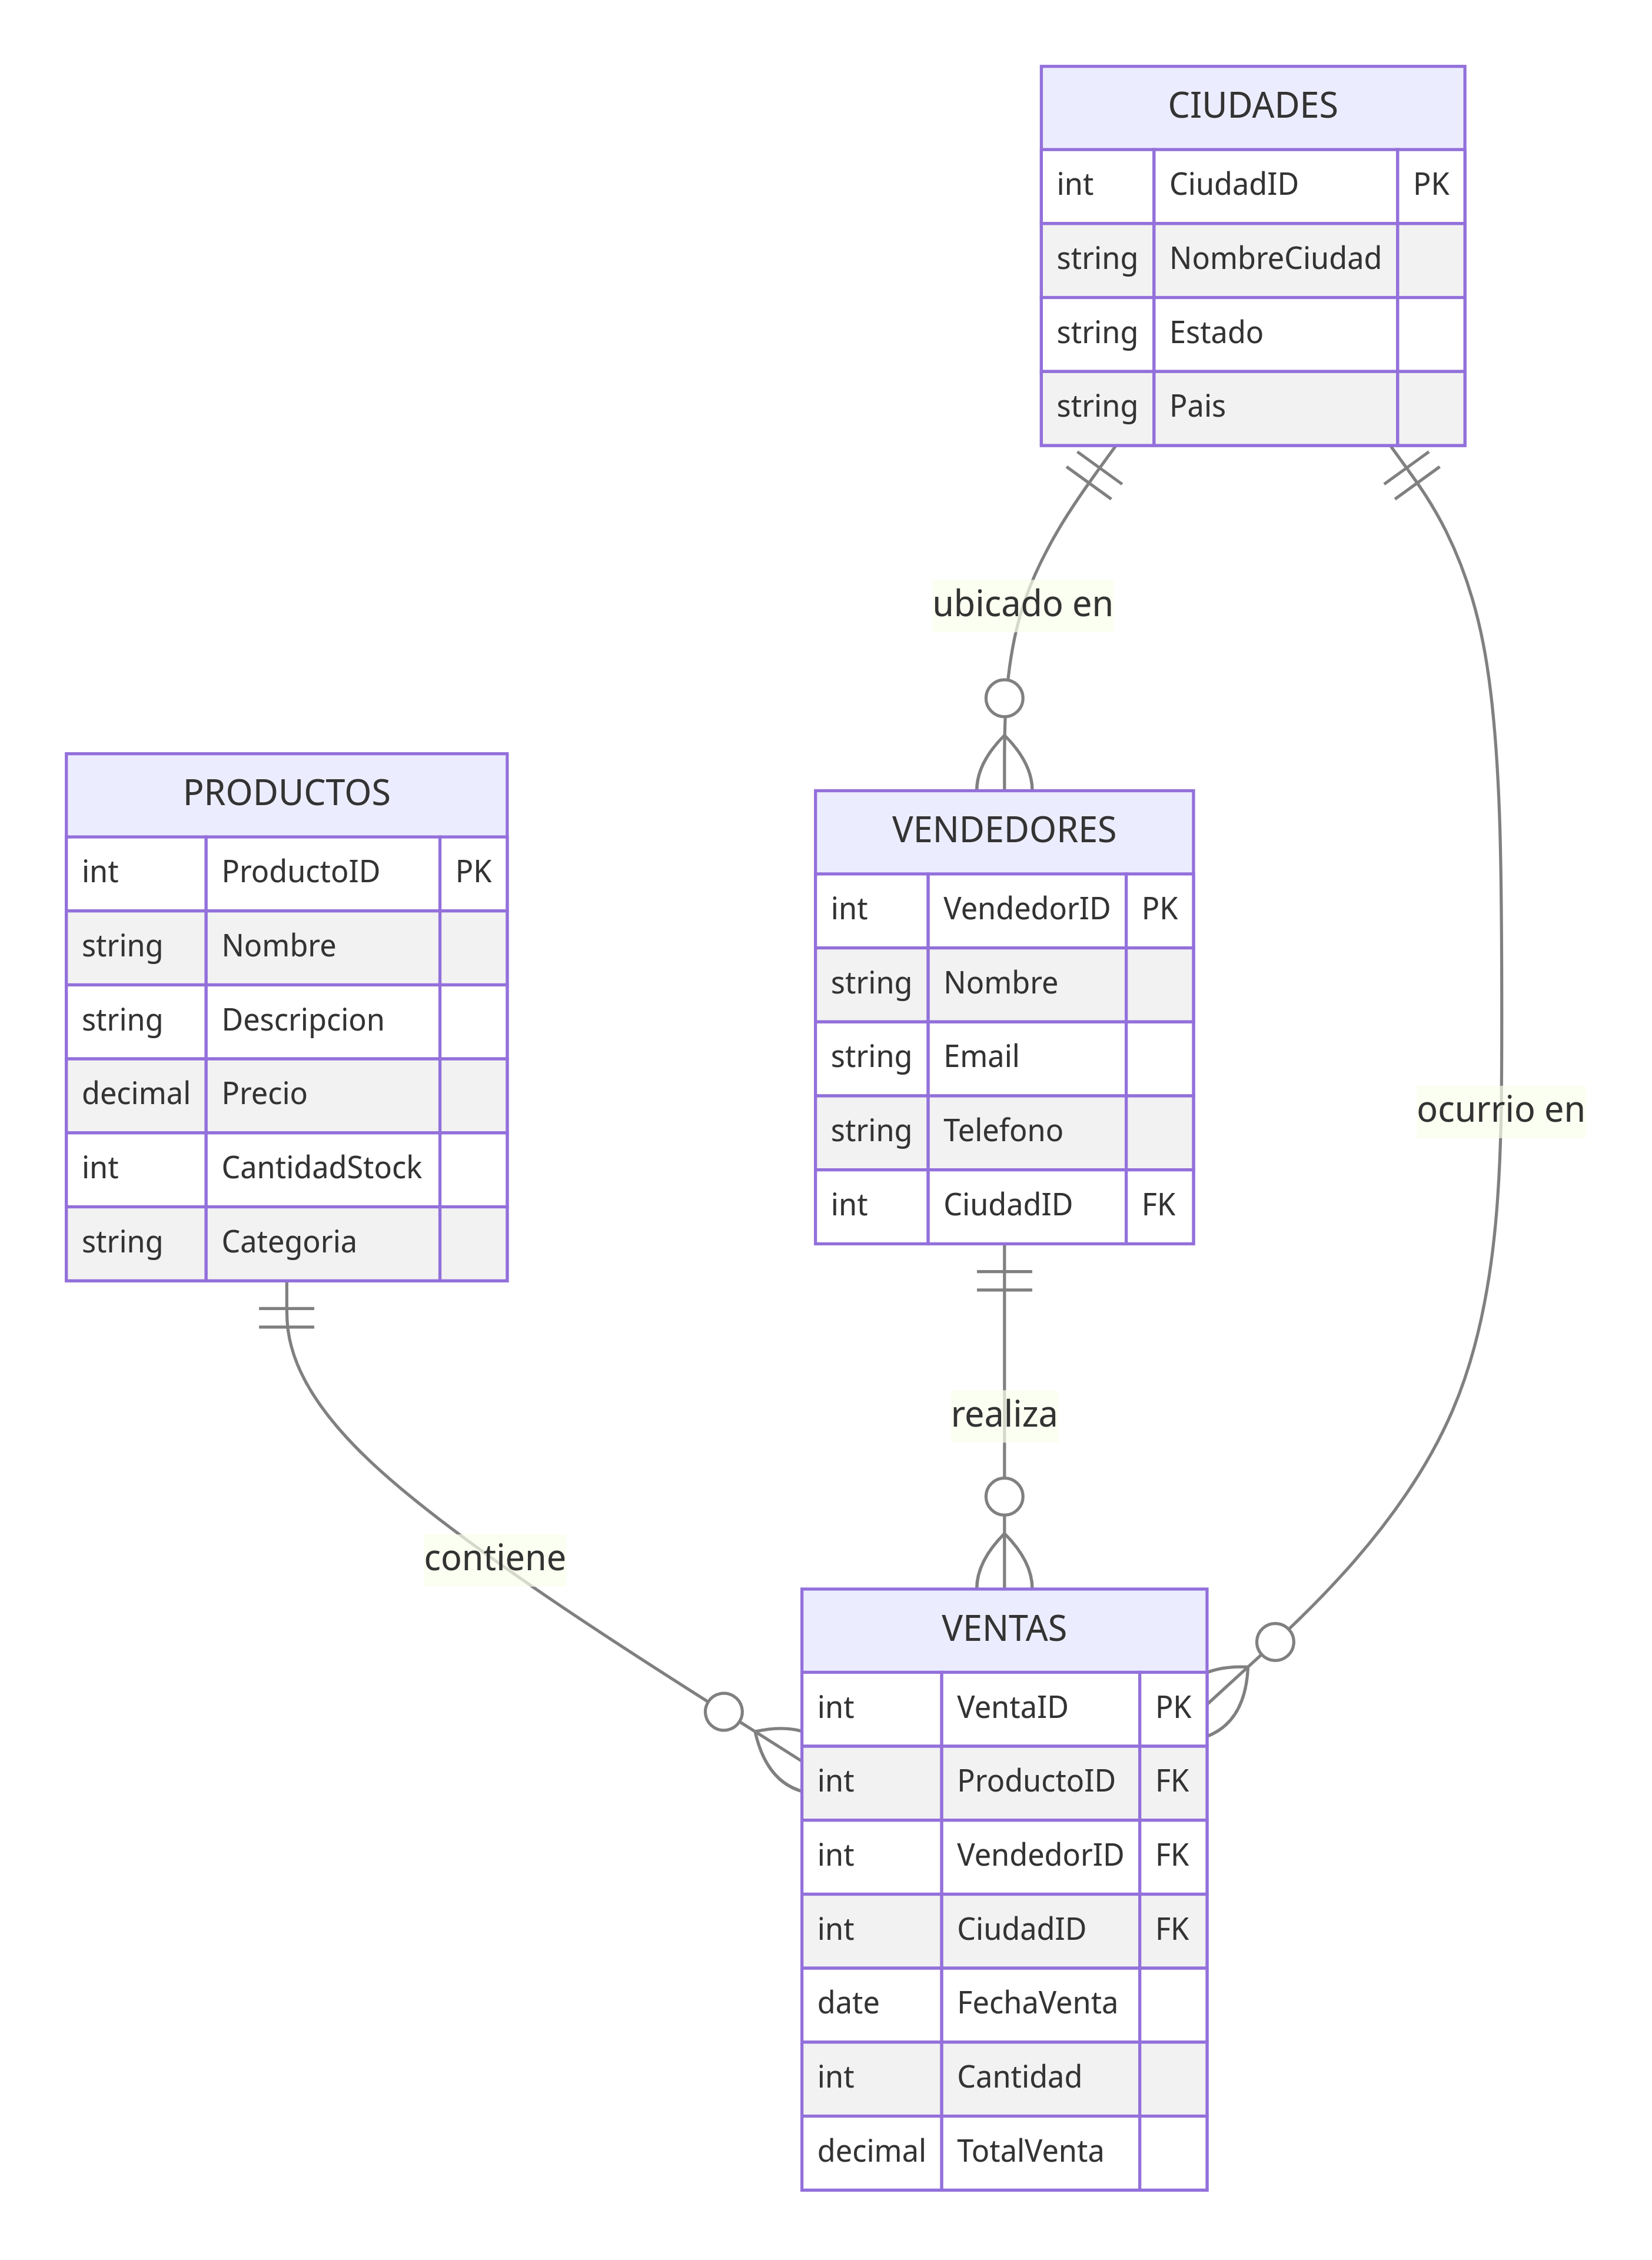 CIUDADES
int CiudadID PK
string NombreCiudad
string Estado
string Pais
ubicado en
PRODUCTOS
int ProductoID PK
string Nombre
string Descripcion
decimal Precio
int CantidadStock
string Categoria
VENDEDORES
int VendedorID PK
string Nombre
string Email
string Telefono
int CiudadID FK
ocurrio en
realiza
contiene
VENTAS
int VentaID PK
int ProductoID FK
int VendedorID FK
int CiudadID FK
date FechaVenta
int Cantidad
decimal TotalVenta